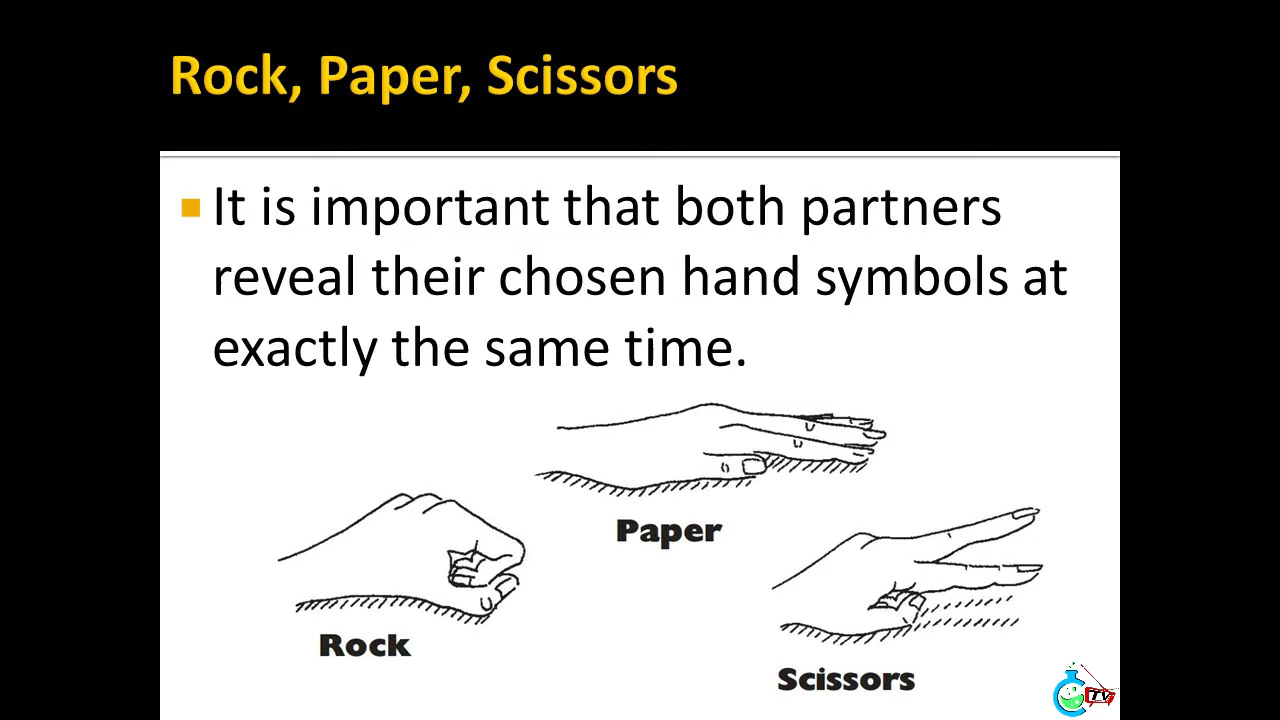 Rock, Paper, Scissors
It is important that both partners
reveal their chosen hand symbols at
exactly the same time.
Paper
Rock
Scissors
TV